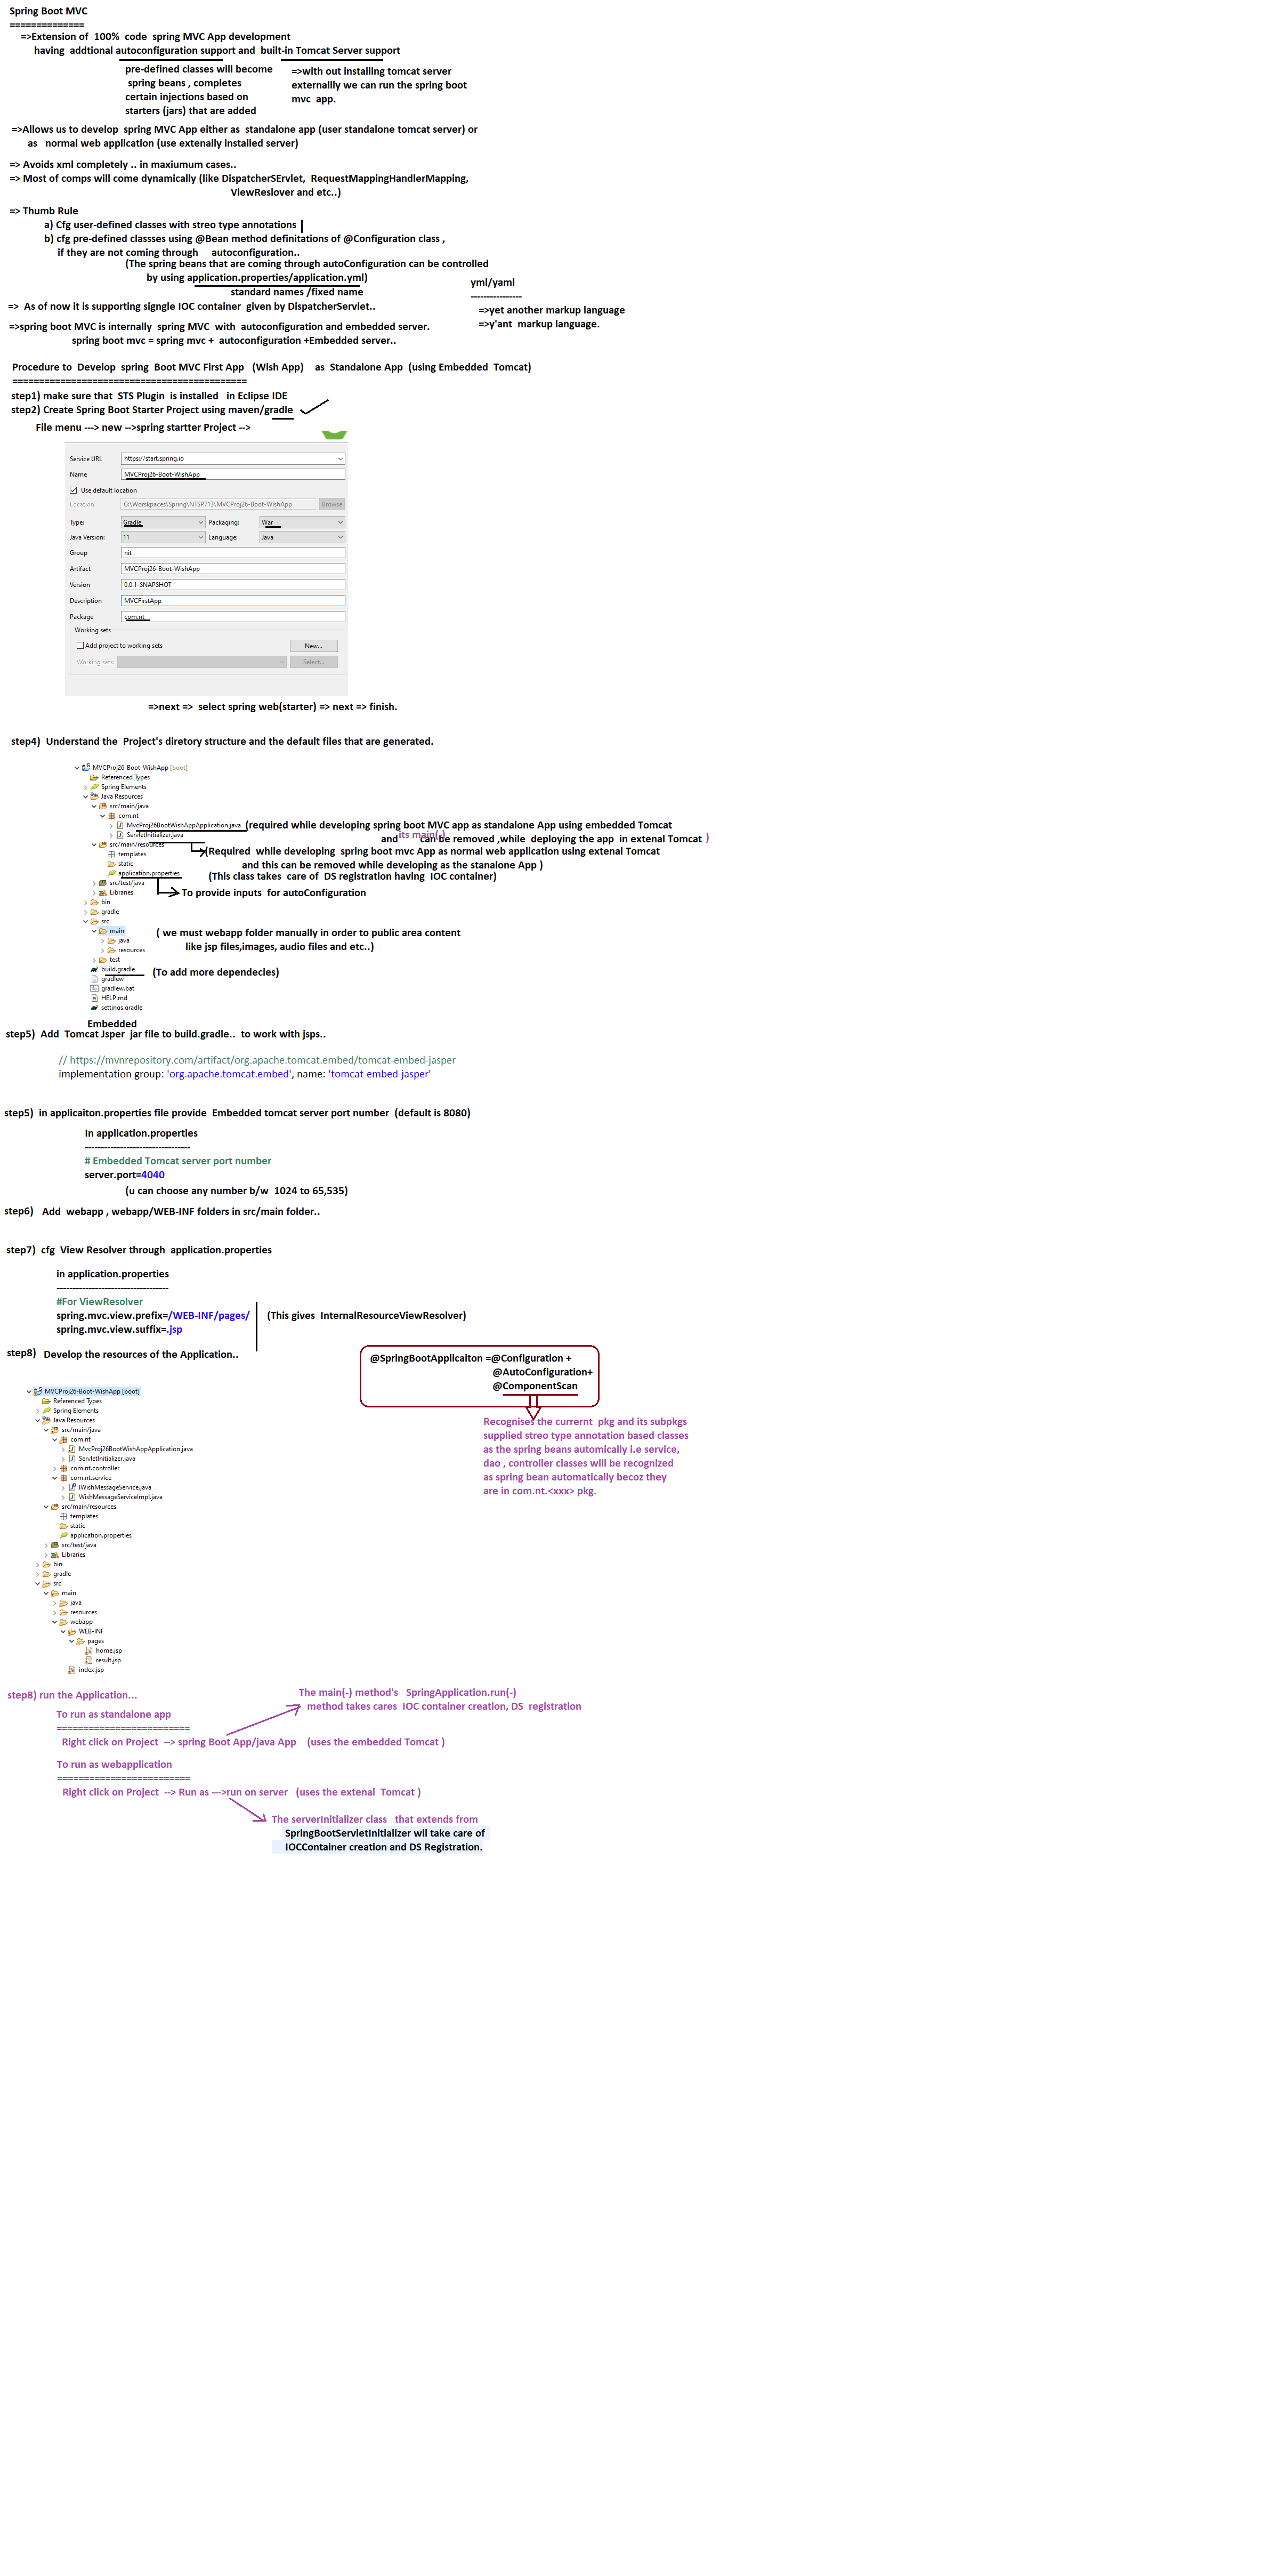 Spring Boot MVC
==============
=>Extension of 100% code spring MVC App development
having addtional autoconfiguration support and built-in Tomcat Server support
pre-defined classes will become
spring beans , completes
certain injections based on
starters (jars) that are added
=>with out installing tomcat server
externallly we can run the spring boot
mvc app.
=>Allows us to develop spring MVC App either as standalone app (user standalone tomcat server) or
as normal web application (use extenally installed server)
=> Avoids xml completely .. in maxiumum cases..
=> Most of comps will come dynamically (like DispatcherSErvlet, RequestMappingHandlerMapping,
ViewReslover and etc..)
=> Thumb Rule
a) Cfg user-defined classes with streo type annotations
b) cfg pre-defined classses using @Bean method definitations of @Configuration class ,
if they are not coming through autoconfiguration..
(The spring beans that are coming through autoConfiguration can be controlled
by using application.properties/application.yml)
standard names /fixed name
yml/yaml
----------------
=>yet another markup language
=>y'ant markup language.
=> As of now it is supporting signgle IOC container given by DispatcherServlet..
=>spring boot MVC is internally spring MVC with autoconfiguration and embedded server.
spring boot mvc = spring mvc + autoconfiguration +Embedded server..
Procedure to Develop spring Boot MVC First App (Wish App) as Standalone App (using Embedded Tomcat)
============================================
step1) make sure that STS Plugin is installed in Eclipse IDE
step2) Create Spring Boot Starter Project using maven/gradle
File menu ---> new -->spring startter Project -->
Service URL https://start.spring.io
Name MVCProj26-Boot-WishApp
Use default location
Location G:\Worskpaces\Spring\NTSP713\MVCProj26-Boot-WishApp Browse
Type: Gradle Packaging: War
Java Version: 11 Language: Java
Group nit
Artifact MVCProj26-Boot-WishApp
Version 0.0.1-SNAPSHOT
Description MVCFirstApp
Package com.nt
Working sets
Add project to working sets New...
Working sets: Select...
=>next => select spring web(starter) => next => finish.
step4) Understand the Project's diretory structure and the default files that are generated.
MVCProj26-Boot-WishApp [boot]
Referenced Types
Spring Elements
Java Resources
src/main/java
com.nt
MvcProj26BootWishAppApplication.java (required while developing spring boot MVC app as standalone App using embedded Tomcat
and its main(-) can be removed ,while deploying the app in extenal Tomcat )
ServletInitializer.java
src/main/resources
(Required while developing spring boot mvc App as normal web application using extenal Tomcat
and this can be removed while developing as the stanalone App )
(This class takes care of DS registration having IOC container)
templates
static
application.properties
To provide inputs for autoConfiguration
src/test/java
Libraries
bin
gradle
src
main
( we must webapp folder manually in order to public area content
like jsp files,images, audio files and etc..)
java
resources
test
build.gradle (To add more dependecies)
gradlew
gradlew.bat
HELP.md
settings.gradle
Embedded
step5) Add Tomcat Jsper jar file to build.gradle.. to work with jsps..
// https://mvnrepository.com/artifact/org.apache.tomcat.embed/tomcat-embed-jasper
implementation group: 'org.apache.tomcat.embed', name: 'tomcat-embed-jasper'
step5) in applicaiton.properties file provide Embedded tomcat server port number (default is 8080)
In application.properties
---------------------------------
# Embedded Tomcat server port number
server.port=4040
(u can choose any number b/w 1024 to 65,535)
step6) Add webapp , webapp/WEB-INF folders in src/main folder..
step7) cfg View Resolver through application.properties
in application.properties
-----------------------------------
#For ViewResolver
spring.mvc.view.prefix=/WEB-INF/pages/ (This gives InternalResourceViewResolver)
spring.mvc.view.suffix=.jsp
step8) Develop the resources of the Application..
@SpringBootApplicaiton =@Configuration +
@AutoConfiguration+
@ComponentScan
Recognises the currernt pkg and its subpkgs
supplied streo type annotation based classes
as the spring beans automically i.e service,
dao , controller classes will be recognized
as spring bean automatically becoz they
are in com.nt.<xxx> pkg.
MVCProj26-Boot-WishApp [boot]
Referenced Types
Spring Elements
Java Resources
src/main/java
com.nt
MvcProj26BootWishAppApplication.java
ServletInitializer.java
com.nt.controller
com.nt.service
IWishMessageService.java
WishMessageServiceImpl.java
src/main/resources
templates
static
application.properties
src/test/java
Libraries
bin
gradle
src
main
java
resources
webapp
WEB-INF
pages
home.jsp
result.jsp
index.jsp
step8) run the Application...
The main(-) method's SpringApplication.run(-)
method takes cares IOC container creation, DS registration
To run as standalone app
=========================
Right click on Project --> spring Boot App/java App (uses the embedded Tomcat )
To run as webapplication
=========================
Right click on Project --> Run as --->run on server (uses the extenal Tomcat )
The serverInitializer class that extends from
SpringBootServletInitializer wil take care of
IOCContainer creation and DS Registration.